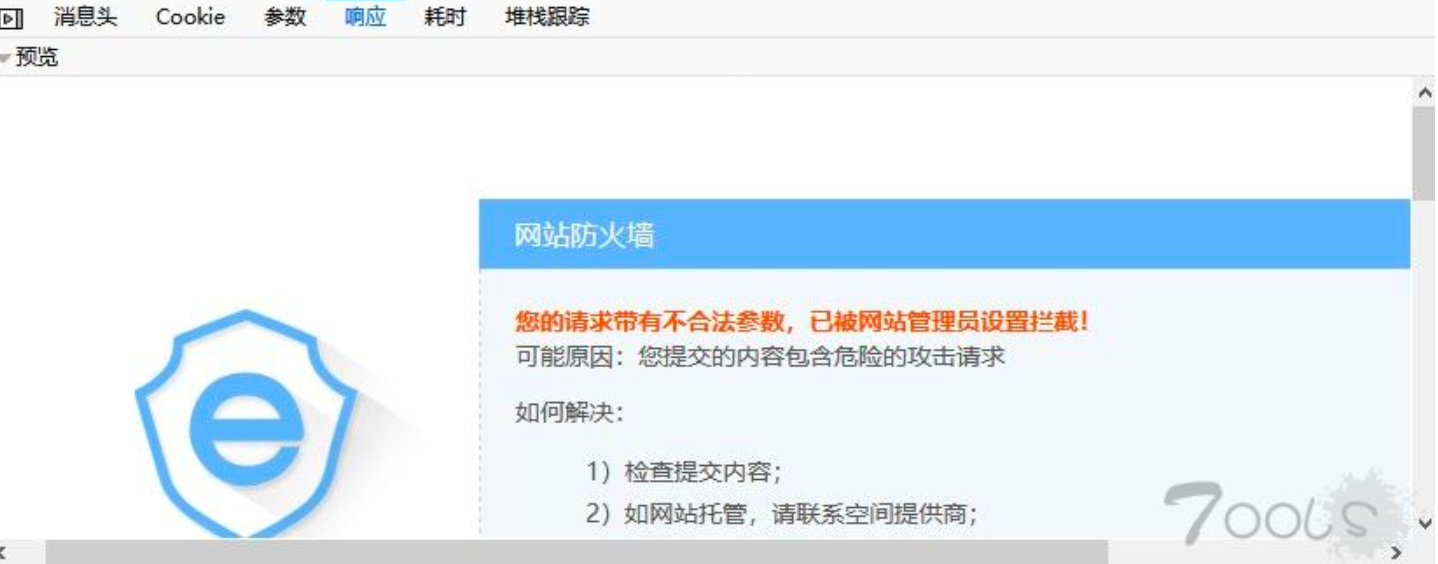 消息头 Cookie 参数 响应 耗时 堆栈跟踪
预览
网站防火墙
您的请求带有不合法参数，已被网站管理员设置拦截！
可能原因：您提交的内容包含危险的攻击请求
如何解决：
1）检查提交内容；
2）如网站托管，请联系空间提供商；
7ooLS